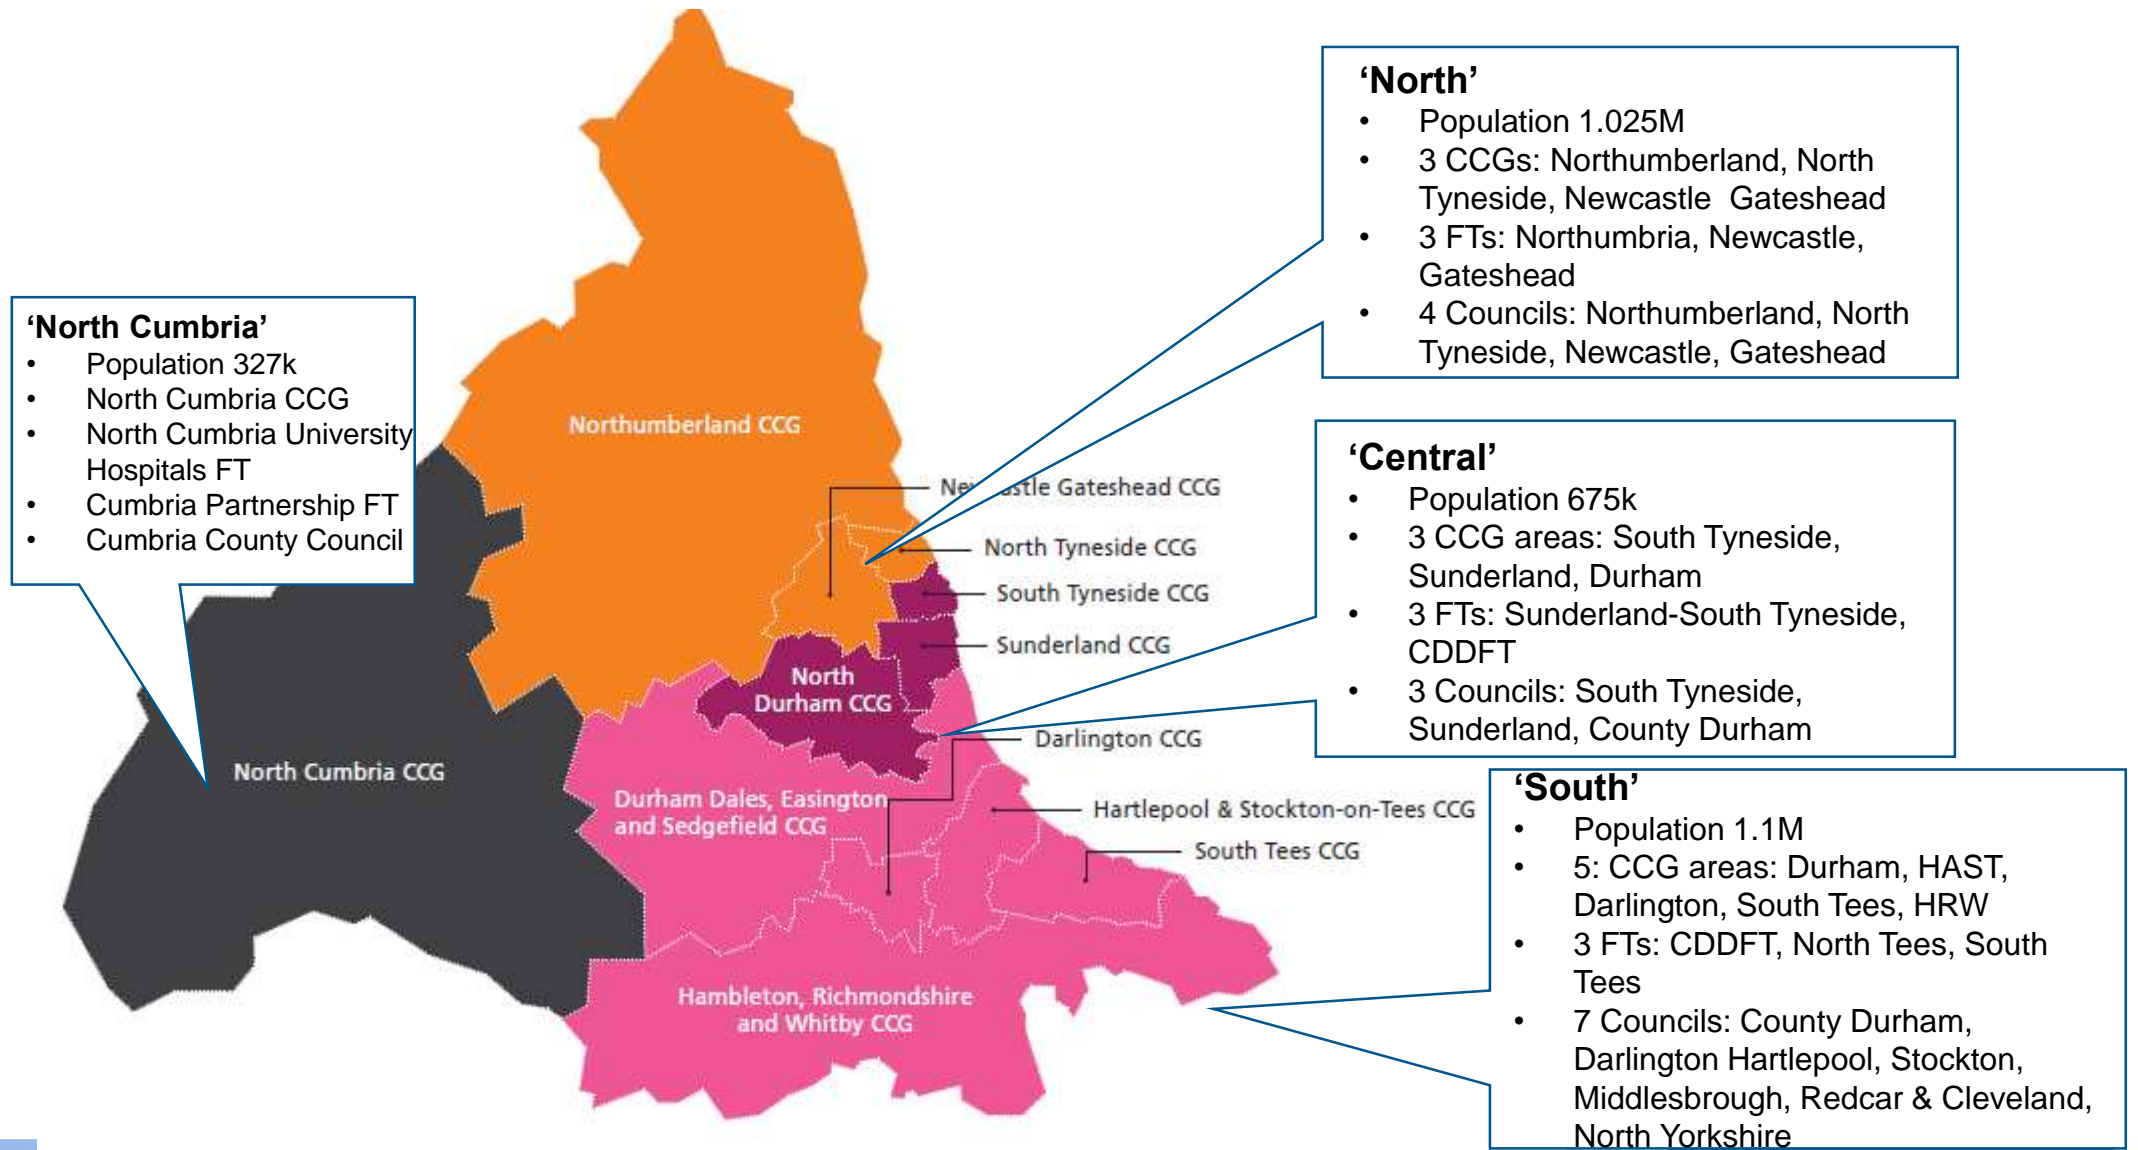 ‘North’
• Population 1.025M
• 3 CCGs: Northumberland, North
Tyneside, Newcastle Gateshead
• 3 FTs: Northumbria, Newcastle,
Gateshead
• 4 Councils: Northumberland, North
Tyneside, Newcastle, Gateshead
‘North Cumbria’
• Population 327k
• North Cumbria CCG
• North Cumbria University
Hospitals FT
• Cumbria Partnership FT
• Cumbria County Council
Northumberland CCG
Newcastle Gateshead CCG
North Tyneside CCG
South Tyneside CCG
Sunderland CCG
North
Durham CCG
Darlington CCG
North Cumbria CCG
Durham Dales, Easington
and Sedgefield CCG
Hartlepool & Stockton-on-Tees CCG
South Tees CCG
Hambleton, Richmondshire
and Whitby CCG
‘Central’
• Population 675k
• 3 CCG areas: South Tyneside,
Sunderland, Durham
• 3 FTs: Sunderland-South Tyneside,
CDDFT
• 3 Councils: South Tyneside,
Sunderland, County Durham
‘South’
• Population 1.1M
• 5: CCG areas: Durham, HAST,
Darlington, South Tees, HRW
• 3 FTs: CDDFT, North Tees, South
Tees
• 7 Councils: County Durham,
Darlington Hartlepool, Stockton,
Middlesbrough, Redcar & Cleveland,
North Yorkshire